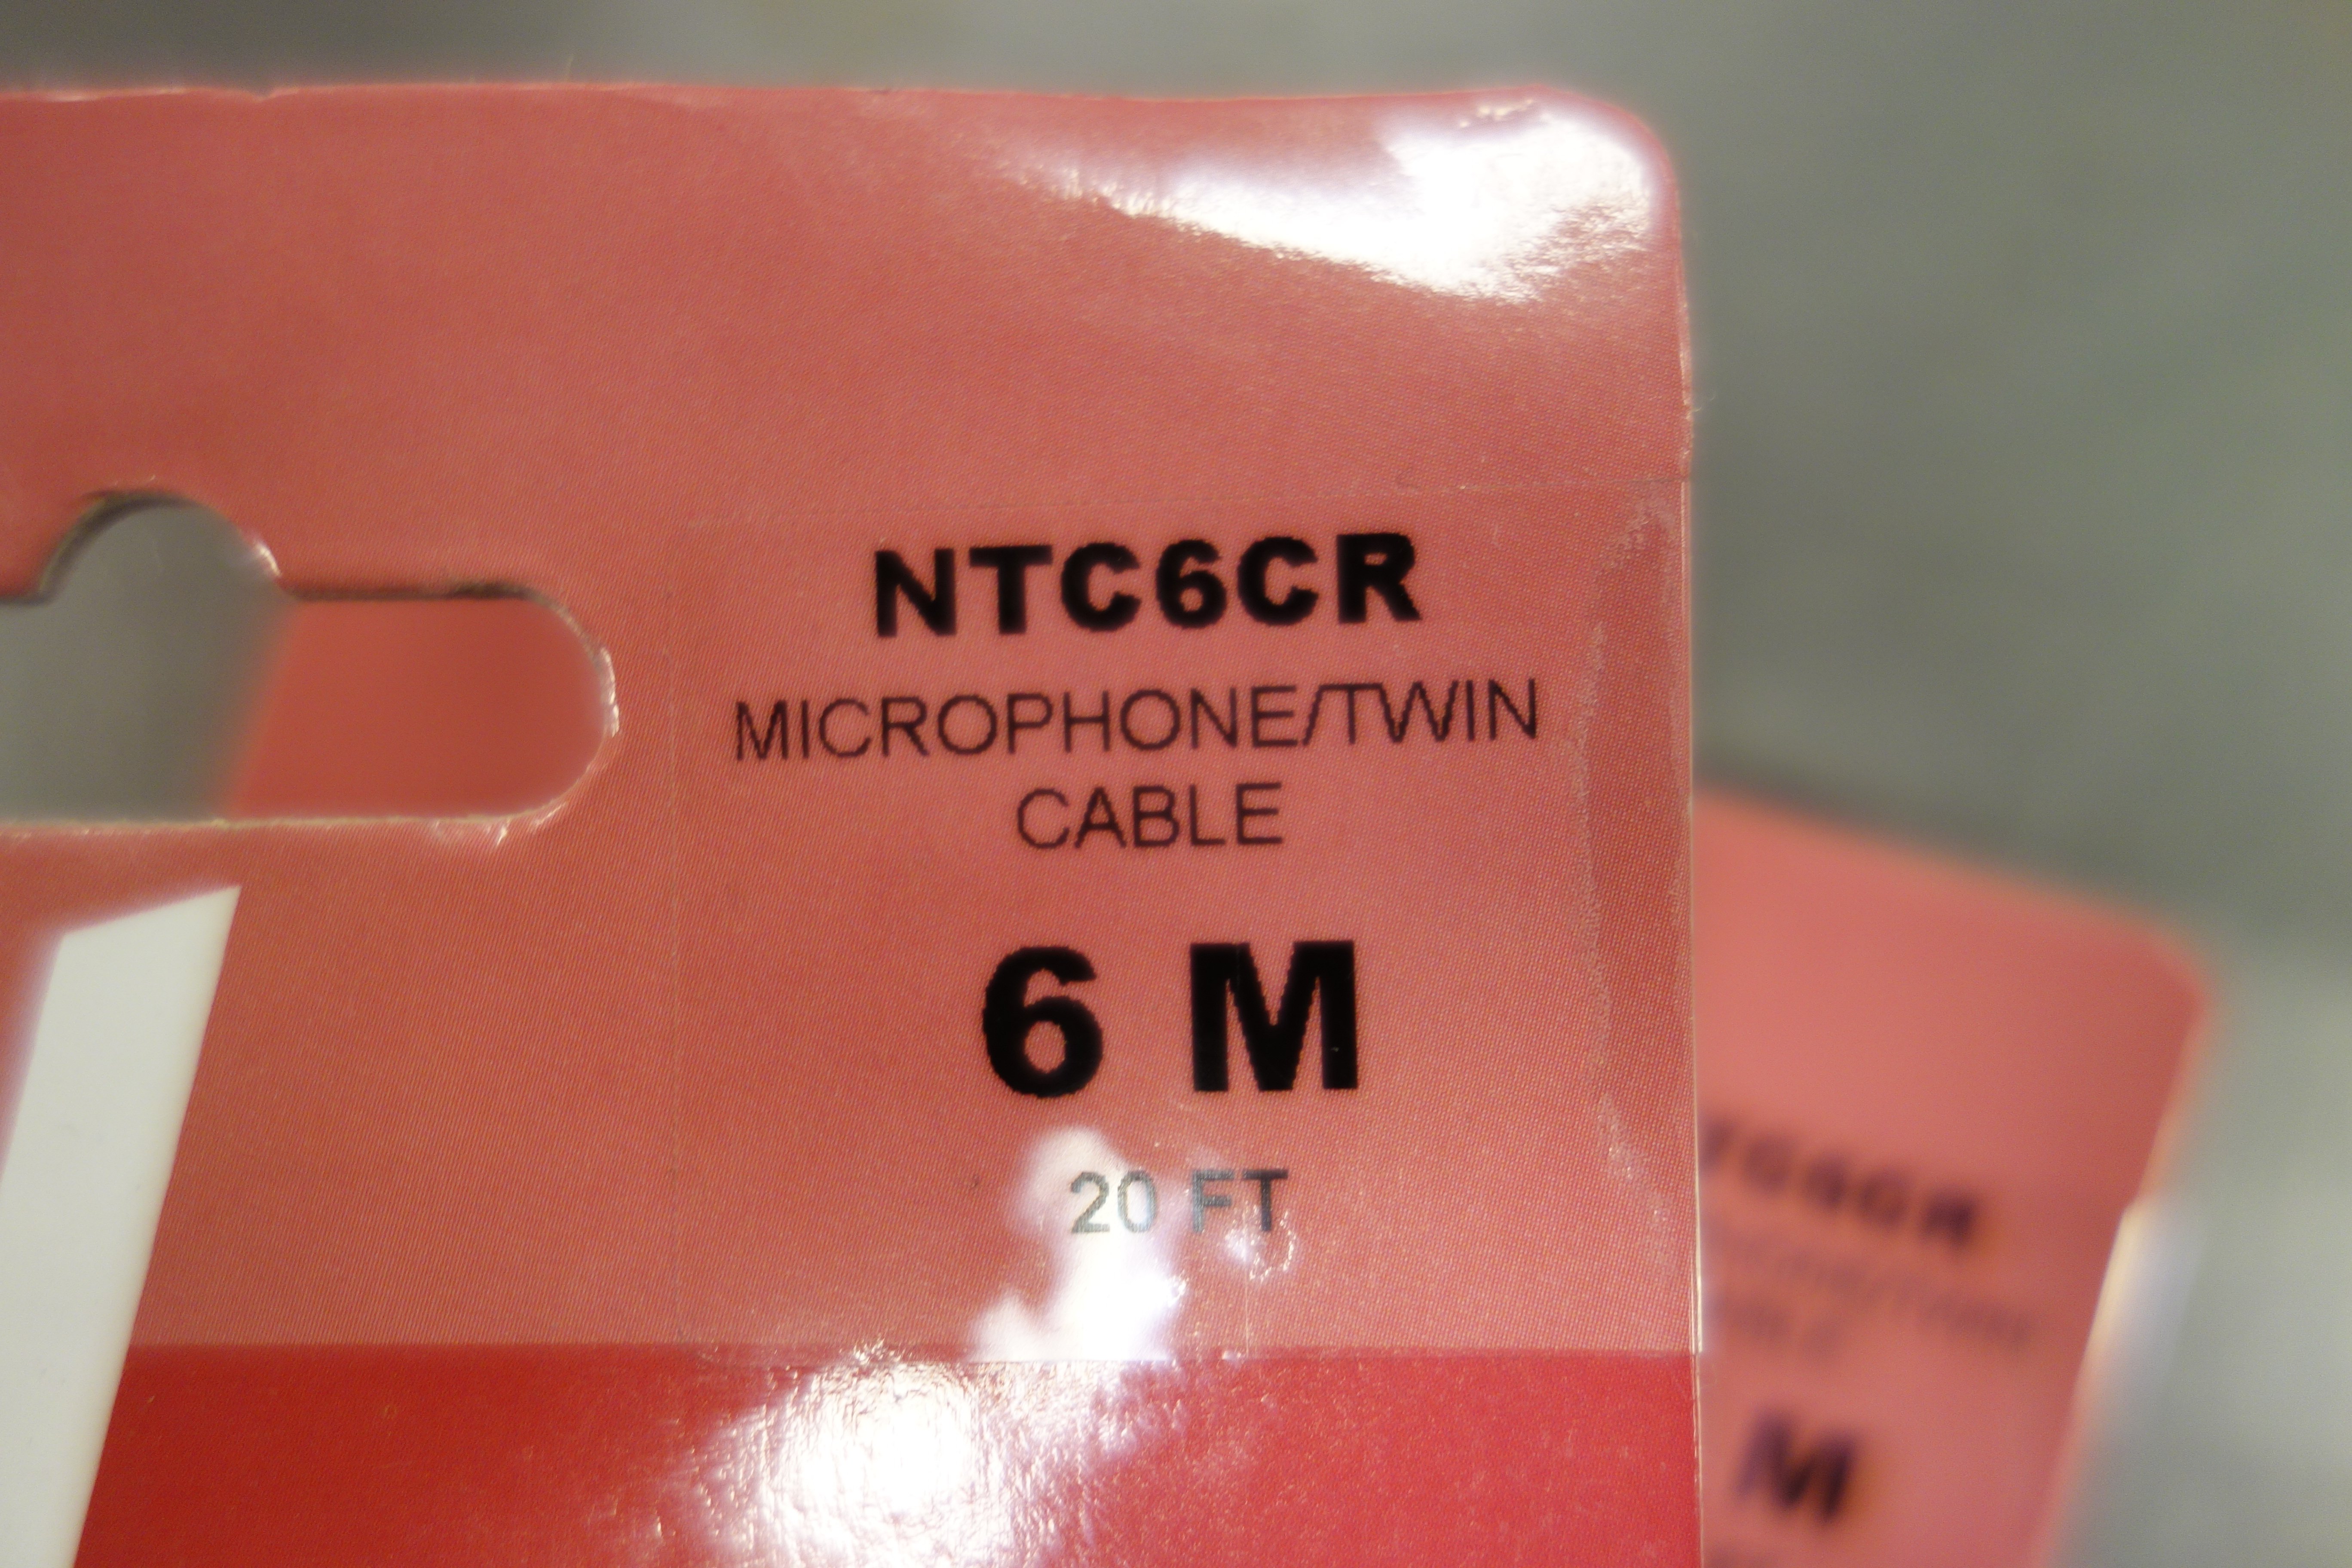 NTC6CR
MICROPHONE/TWIN
CABLE
6 M
20 FT
M